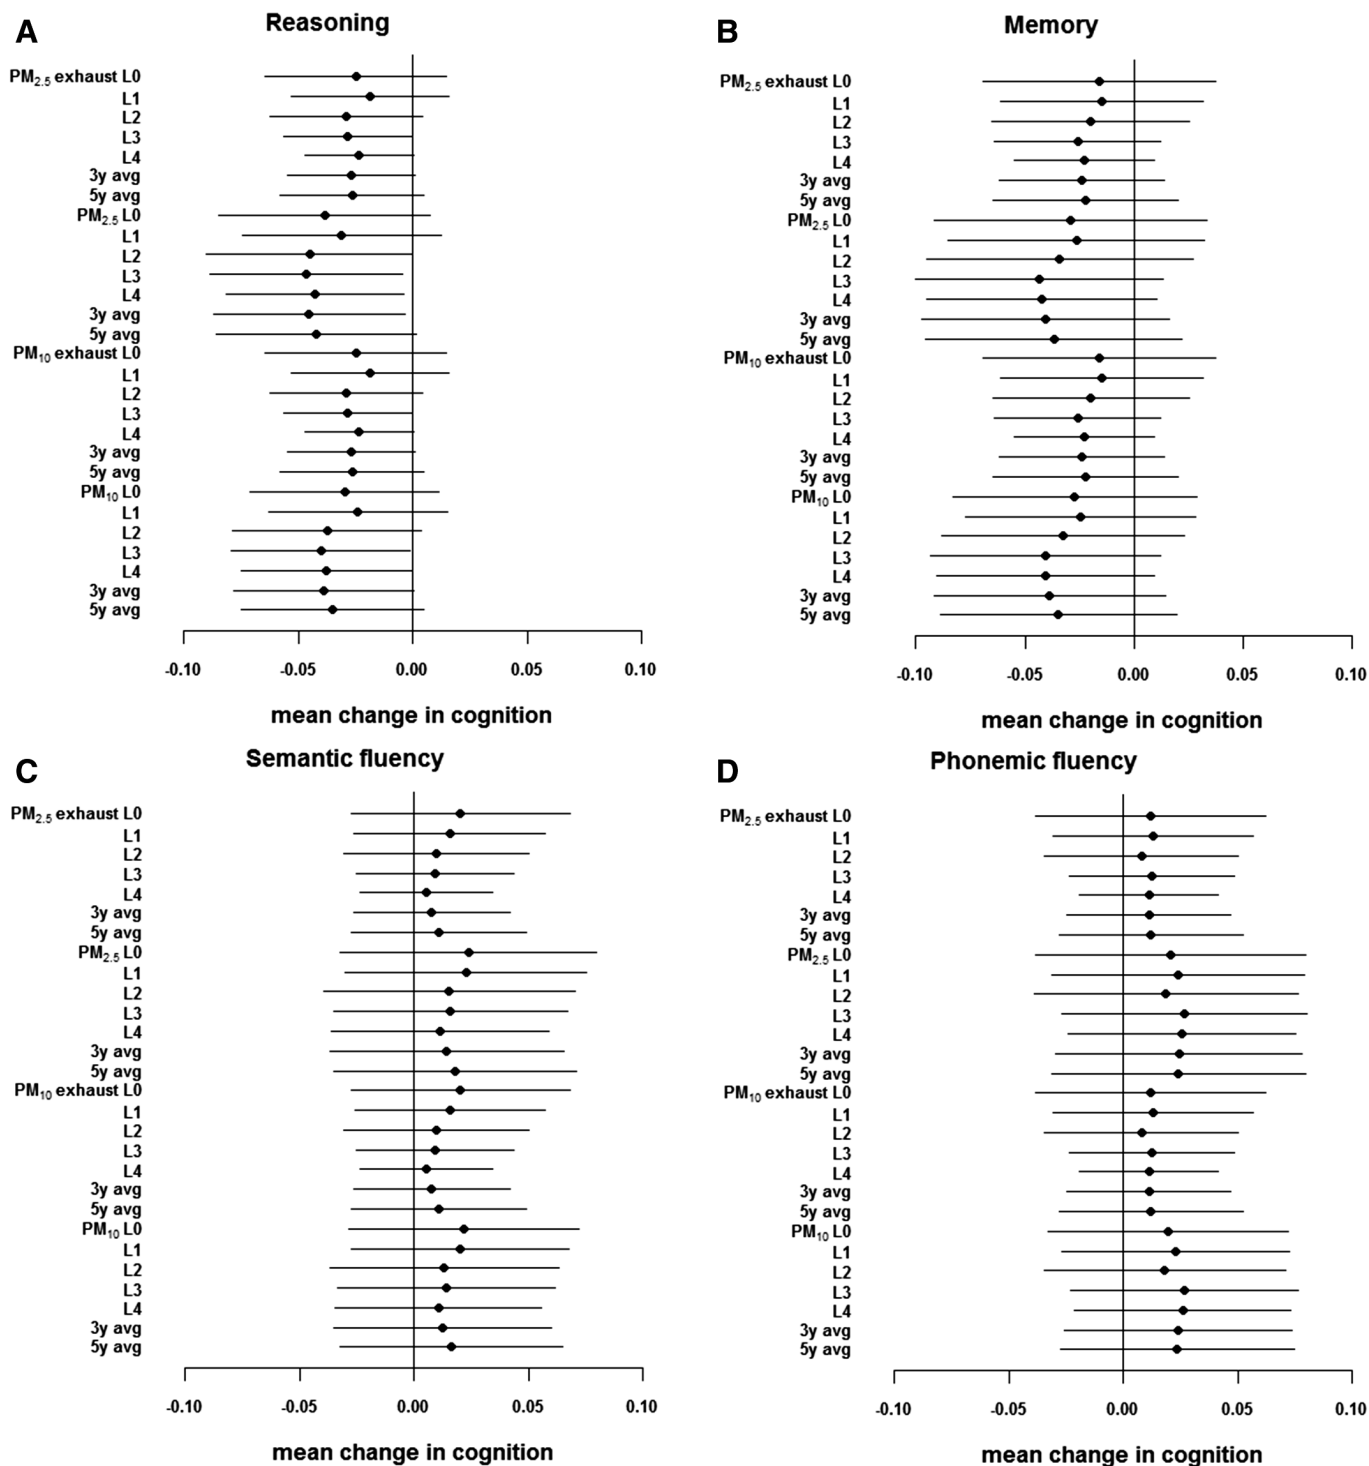 A
Reasoning
PM2.5 exhaust L0
L1
L2
L3
L4
3y avg
5y avg
PM2.5 L0
L1
L2
L3
L4
3y avg
5y avg
PM10 exhaust L0
L1
L2
L3
L4
3y avg
5y avg
PM10 L0
L1
L2
L3
L4
3y avg
5y avg
-0.10 -0.05 0.00 0.05 0.10
mean change in cognition
B
Memory
PM2.5 exhaust L0
L1
L2
L3
L4
3y avg
5y avg
PM2.5 L0
L1
L2
L3
L4
3y avg
5y avg
PM10 exhaust L0
L1
L2
L3
L4
3y avg
5y avg
PM10 L0
L1
L2
L3
L4
3y avg
5y avg
-0.10 -0.05 0.00 0.05 0.10
mean change in cognition
C
Semantic fluency
PM2.5 exhaust L0
L1
L2
L3
L4
3y avg
5y avg
PM2.5 L0
L1
L2
L3
L4
3y avg
5y avg
PM10 exhaust L0
L1
L2
L3
L4
3y avg
5y avg
PM10 L0
L1
L2
L3
L4
3y avg
5y avg
-0.10 -0.05 0.00 0.05 0.10
mean change in cognition
D
Phonemic fluency
PM2.5 exhaust L0
L1
L2
L3
L4
3y avg
5y avg
PM2.5 L0
L1
L2
L3
L4
3y avg
5y avg
PM10 exhaust L0
L1
L2
L3
L4
3y avg
5y avg
PM10 L0
L1
L2
L3
L4
3y avg
5y avg
-0.10 -0.05 0.00 0.05 0.10
mean change in cognition